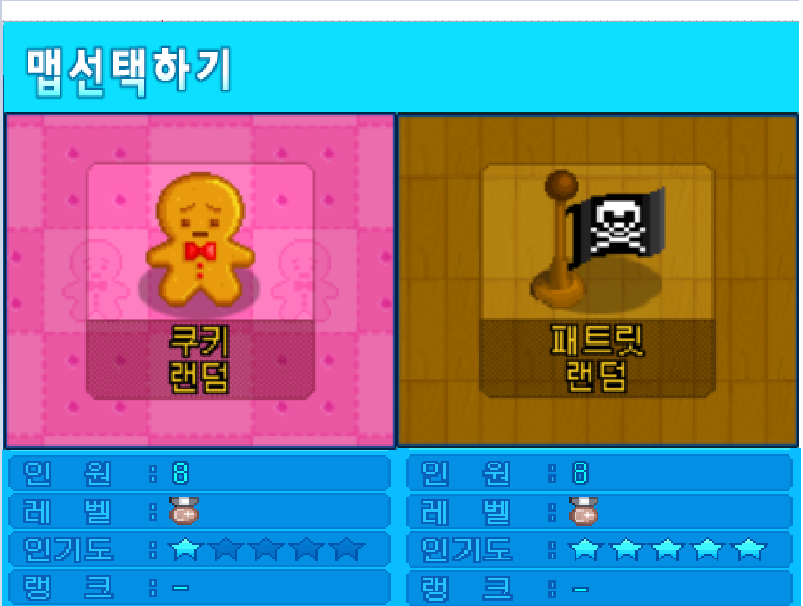 맵선택하기
쿠키
랜덤
패트릿
랜덤
인 원 : 8
레 벨 :
인기도 :
랭 크 : -
인 원 : 8
레 벨 :
인기도 :
랭 크 : -